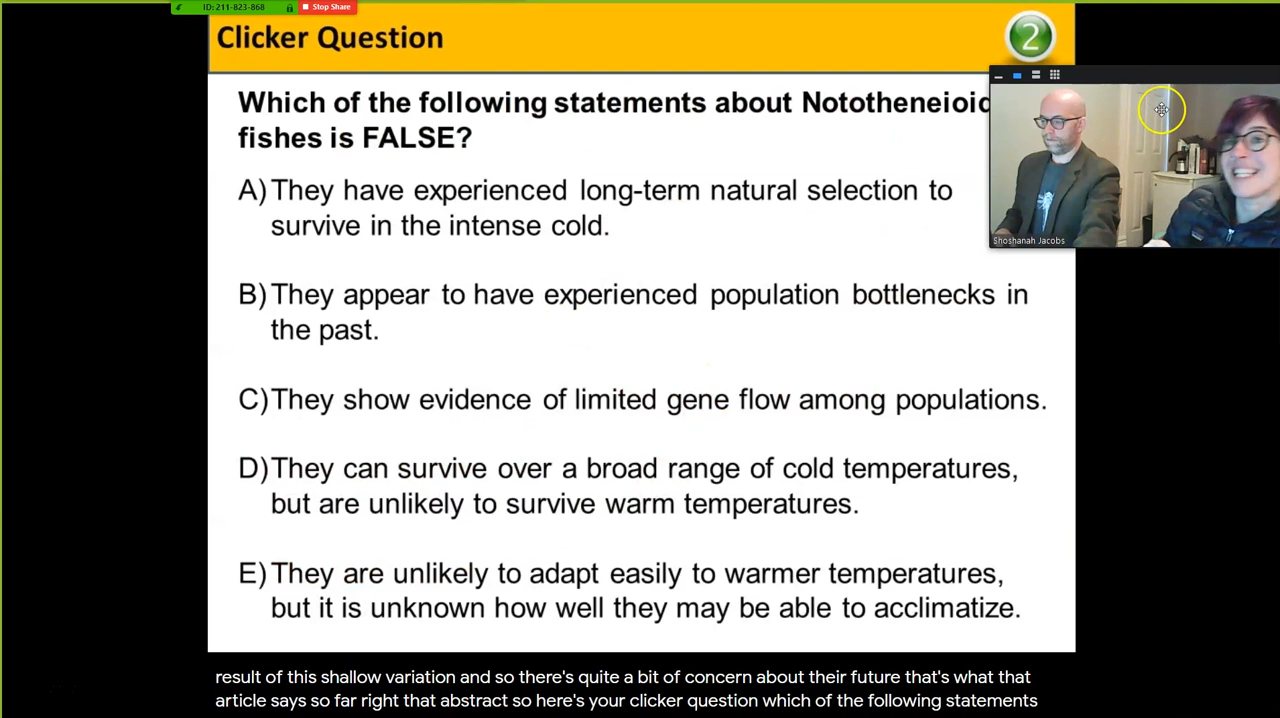 ID: 211-823-868
Stop Share
Clicker Question
2
Which of the following statements about Nototheneioid
fishes is FALSE?
A) They have experienced long-term natural selection to
survive in the intense cold.
B) They appear to have experienced population bottlenecks in
the past.
C) They show evidence of limited gene flow among populations.
D) They can survive over a broad range of cold temperatures,
but are unlikely to survive warm temperatures.
E) They are unlikely to adapt easily to warmer temperatures,
but it is unknown how well they may be able to acclimatize.
Shoshanah Jacobs
result of this shallow variation and so there's quite a bit of concern about their future that's what that
article says so far right that abstract so here's your clicker question which of the following statements